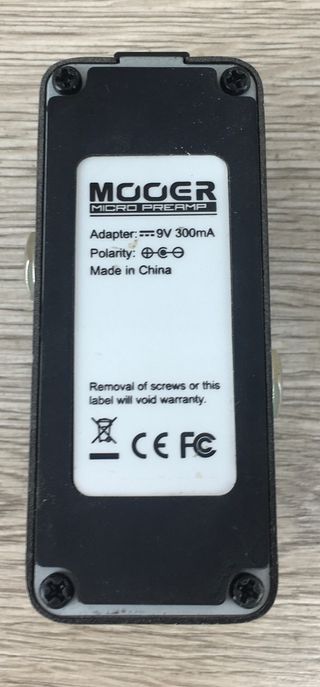 MOOER
MICRO PREAMP
Adapter: ⎓ 9V 300mA
Polarity: ⊕-C-⊖
Made in China
Removal of screws or this
label will void warranty.
CE FC